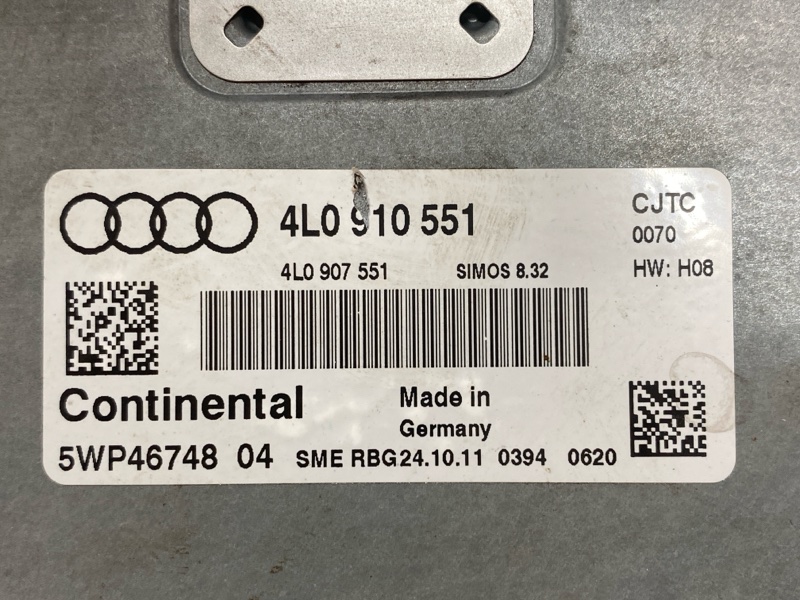 4L0 910 551
CJTC
0070
4L0 907 551 SIMOS 8.32 HW: H08
Continental
Made in
Germany
5WP46748 04 SME RBG24.10.11 0394 0620